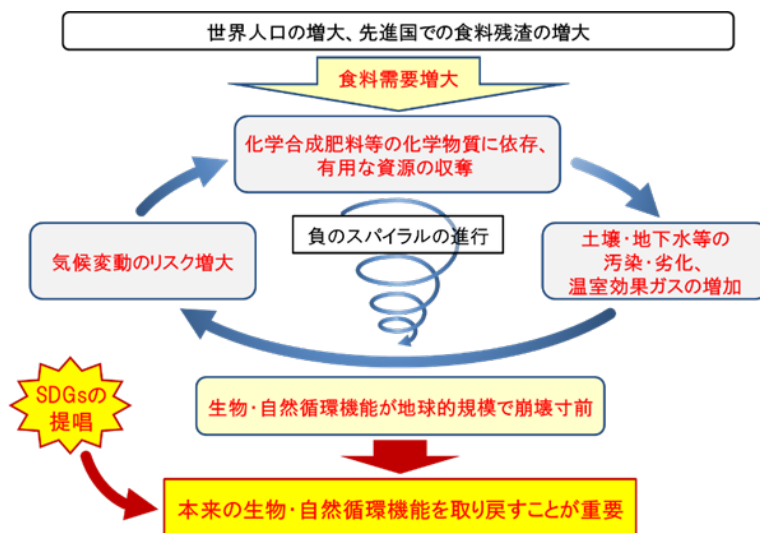 世界人口の増大、先進国での食料残渣の増大
食料需要増大
化学合成肥料等の化学物質に依存、
有用な資源の収奪
負のスパイラルの進行
気候変動のリスク増大
土壌・地下水等の
汚染・劣化、
温室効果ガスの増加
生物・自然循環機能が地球的規模で崩壊寸前
SDGsの
提唱
本来の生物・自然循環機能を取り戻すことが重要